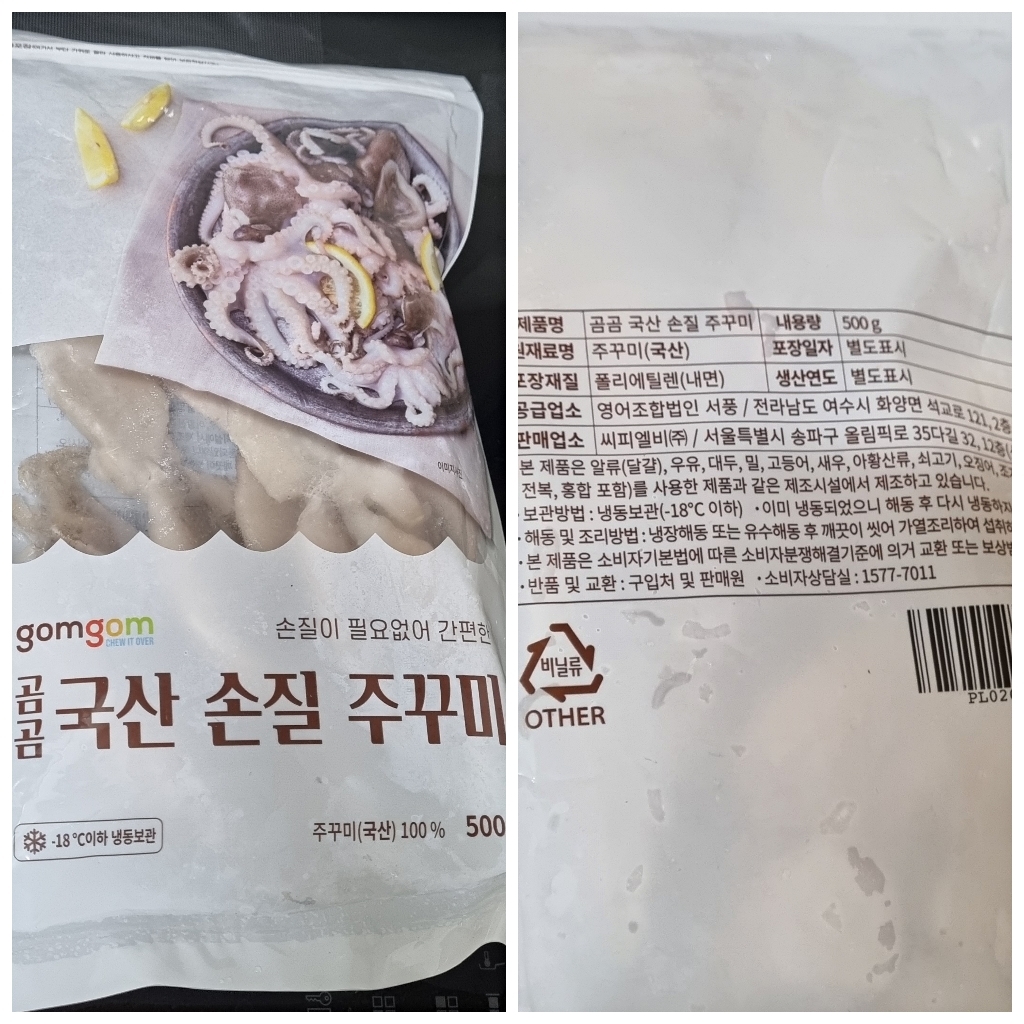 gomgom
CHEW IT OVER
손질이 필요없어 간편한
곰곰 국산 손질 주꾸미
-18 ℃이하 냉동보관
주꾸미(국산) 100 % 500
제품명 곰곰 국산 손질 주꾸미 내용량 500 g
원재료명 주꾸미(국산) 포장일자 별도표시
포장재질 폴리에틸렌(내면) 생산연도 별도표시
공급업소 영어조합법인 서풍 / 전라남도 여수시 화양면 석교로 121, 2층
판매업소 씨피엘비㈜ / 서울특별시 송파구 올림픽로 35다길 32, 12층
본 제품은 알류(달걀), 우유, 대두, 밀, 고등어, 새우, 아황산류, 쇠고기, 오징어,
전복, 홍합 포함)를 사용한 제품과 같은 제조시설에서 제조하고 있습니다.
보관방법 : 냉동보관(-18℃ 이하) •이미 냉동되었으니 해동 후 다시 냉동하지
• 해동 및 조리방법 : 냉장해동 또는 유수해동 후 깨끗이 씻어 가열조리하여 섭취
• 본 제품은 소비자기본법에 따른 소비자분쟁해결기준에 의거 교환 또는 보상
• 반품 및 교환 : 구입처 및 판매원 •소비자상담실 : 1577-7011
비닐류
OTHER
PL02